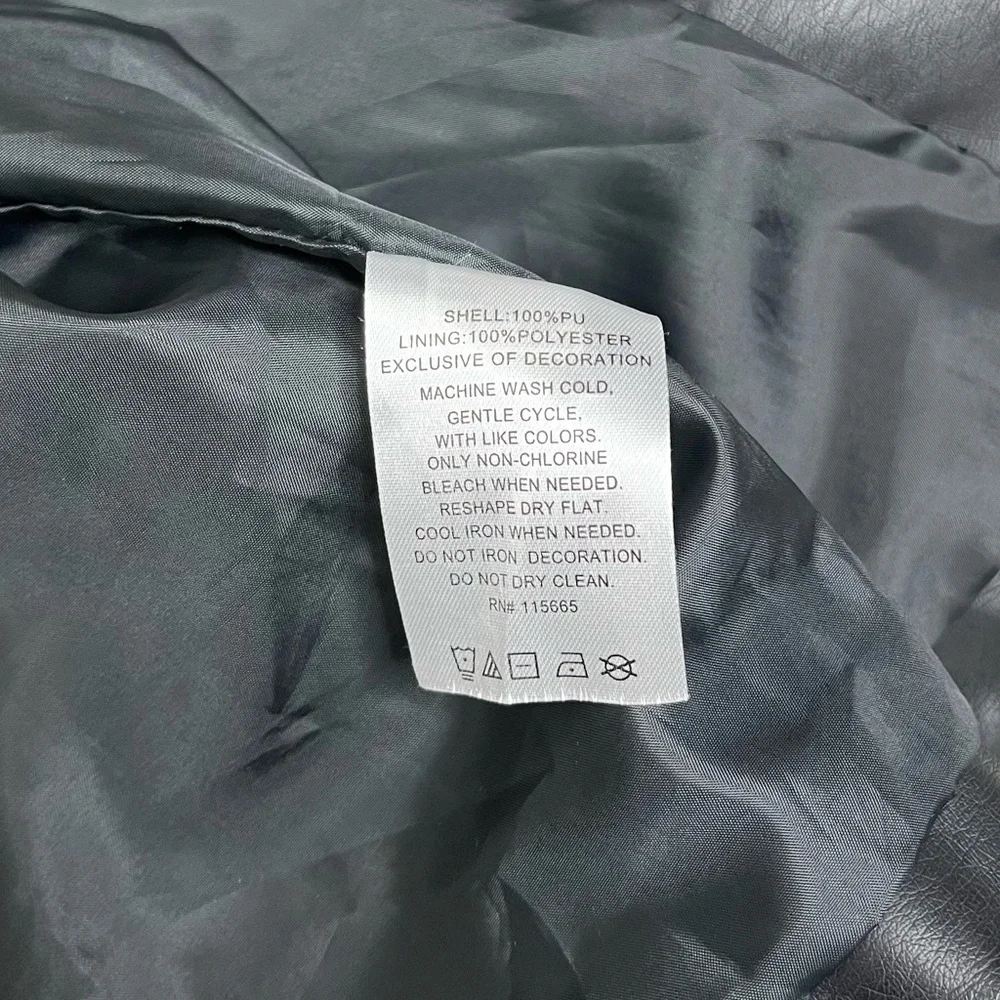 SHELL:100%PU
LINING:100%POLYESTER
EXCLUSIVE OF DECORATION
MACHINE WASH COLD,
GENTLE CYCLE,
WITH LIKE COLORS.
ONLY NON-CHLORINE
BLEACH WHEN NEEDED.
RESHAPE DRY FLAT.
COOL IRON WHEN NEEDED.
DO NOT IRON DECORATION.
DO NOT DRY CLEAN.
RN# 115665